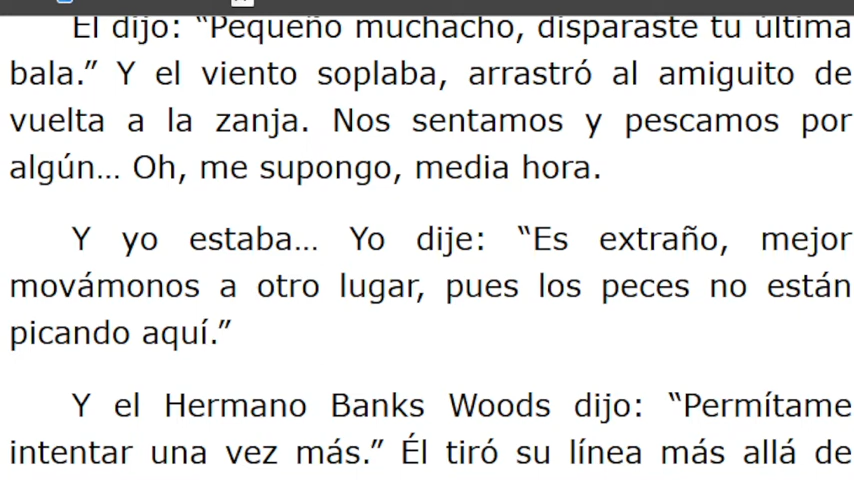 Él dijo: “Pequeño muchacho, disparaste tu última
bala.” Y el viento soplaba, arrastró al amiguito de
vuelta a la zanja. Nos sentamos y pescamos por
algún… Oh, me supongo, media hora.
Y yo estaba… Yo dije: “Es extraño, mejor
movámonos a otro lugar, pues los peces no están
picando aquí.”
Y el Hermano Banks Woods dijo: “Permítame
intentar una vez más.” Él tiró su línea más allá de